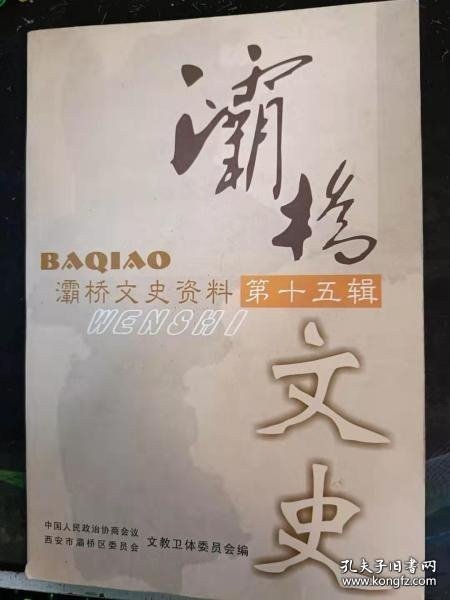 灞橋
BAQIAO
灞桥文史资料 第十五辑
WENSHI
文史
中国人民政治协商会议
西安市灞桥区委员会 文教卫体委员会编
孔夫子旧书网
www.kongfz.com